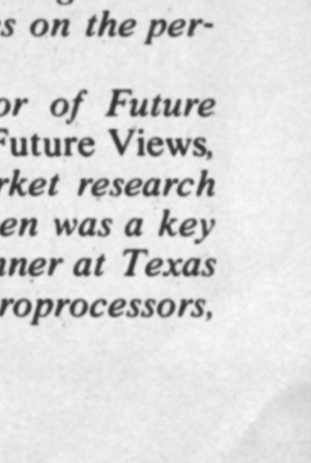 s on the per-
or of Future
Future Views,
rket research
en was a key
nner at Texas
roprocessors,